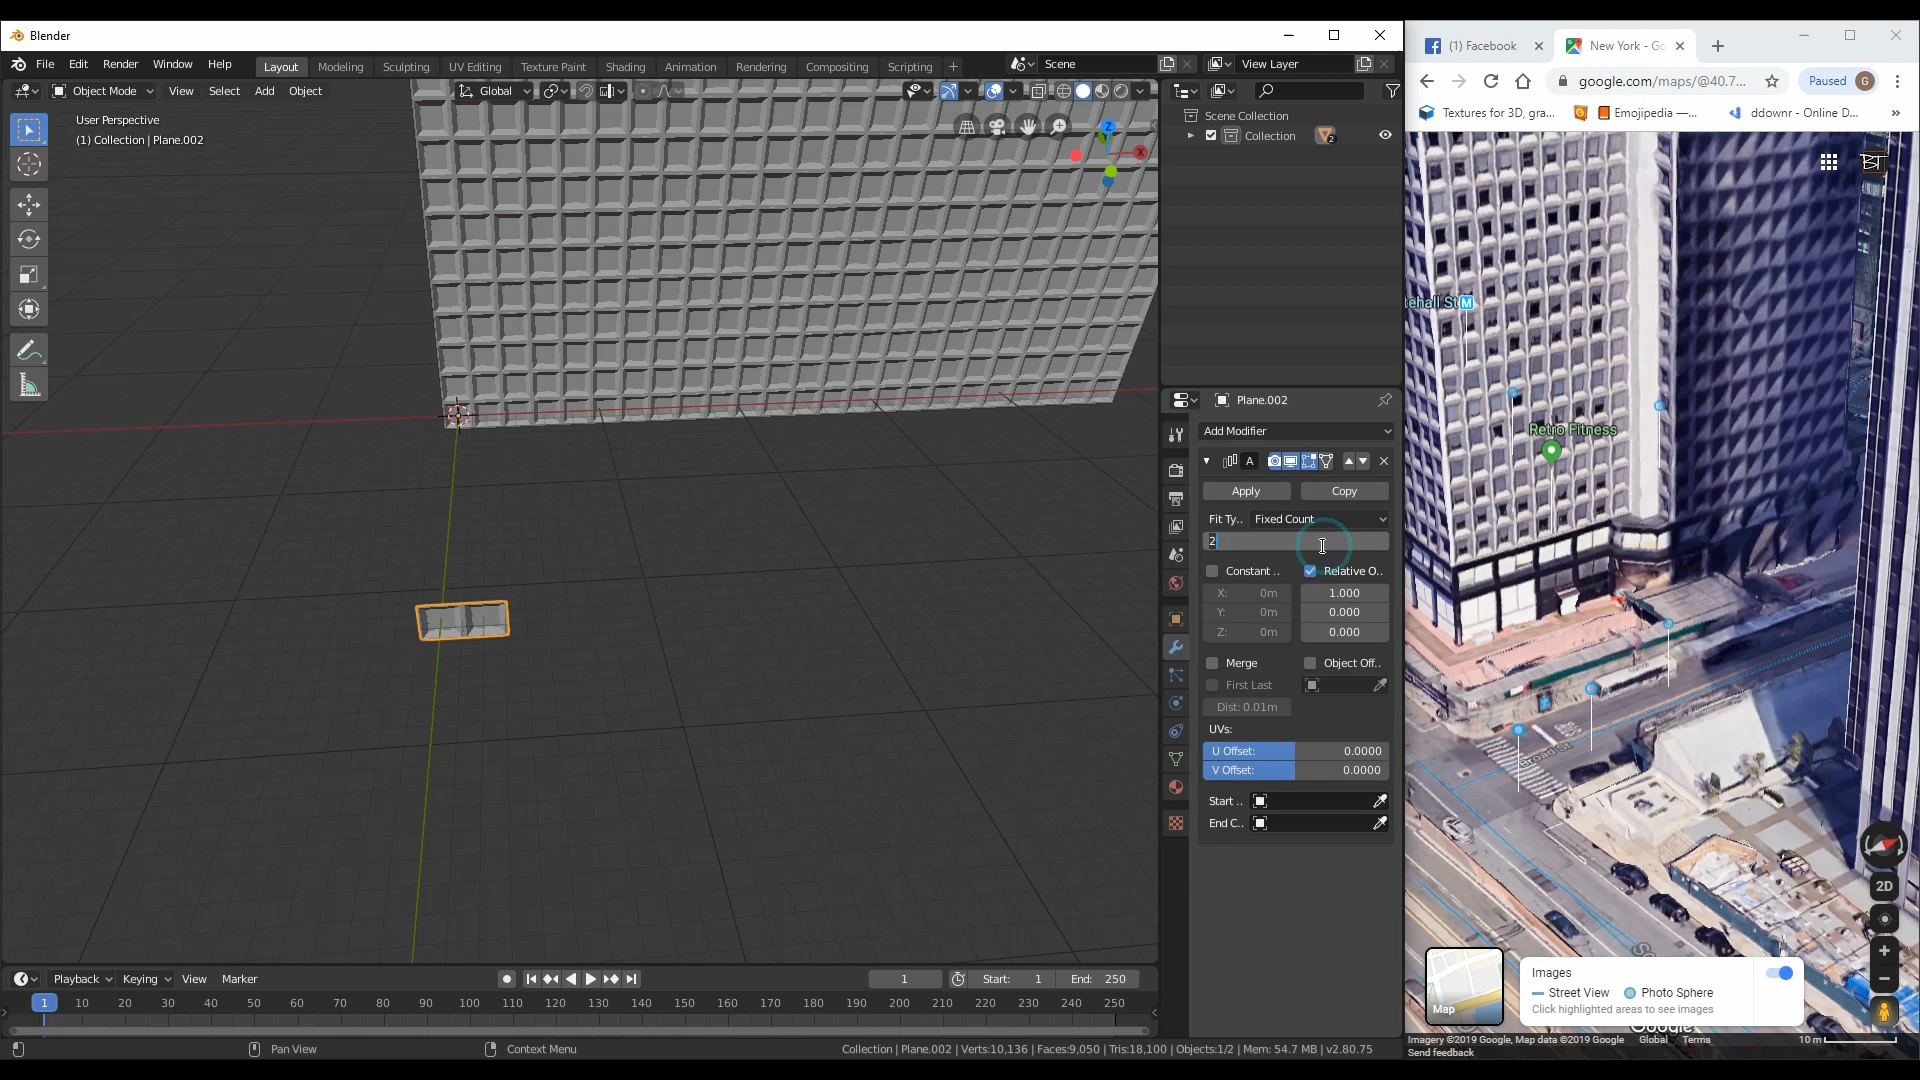 Blender
File Edit Render Window Help
Layout Modeling Sculpting UV Editing Texture Paint Shading Animation Rendering Compositing Scripting +
Scene
View Layer
Object Mode View Select Add Object
Global
User Perspective
(1) Collection | Plane.002
Z
X
Scene Collection
Collection
2
Plane.002
Add Modifier
A
Apply Copy
Fit Ty.. Fixed Count
2
Constant .. Relative O..
X: 0m 1.000
Y: 0m 0.000
Z: 0m 0.000
Merge Object Off..
First Last
Dist: 0.01m
UVs:
U Offset: 0.0000
V Offset: 0.0000
Start ..
End C..
Playback Keying View Marker
1 Start: 1 End: 250
1 10 20 30 40 50 60 70 80 90 100 110 120 130 140 150 160 170 180 190 200 210 220 230 240 250
Pan View
Context Menu
Collection | Plane.002 | Verts:10,136 | Faces:9,050 | Tris:18,100 | Objects:1/2 | Mem: 54.7 MB | v2.80.75
(1) Facebook
New York - Go
google.com/maps/@40.7...
Paused G
Textures for 3D, gra...
Emojipedia —...
ddownr - Online D...
»
BT
tehall St M
Retro Fitness
Broad St
2D
Map
Images
Street View Photo Sphere
Click highlighted areas to see images
Google
Imagery ©2019 Google, Map data ©2019 Google Global Terms 10 m
Send feedback